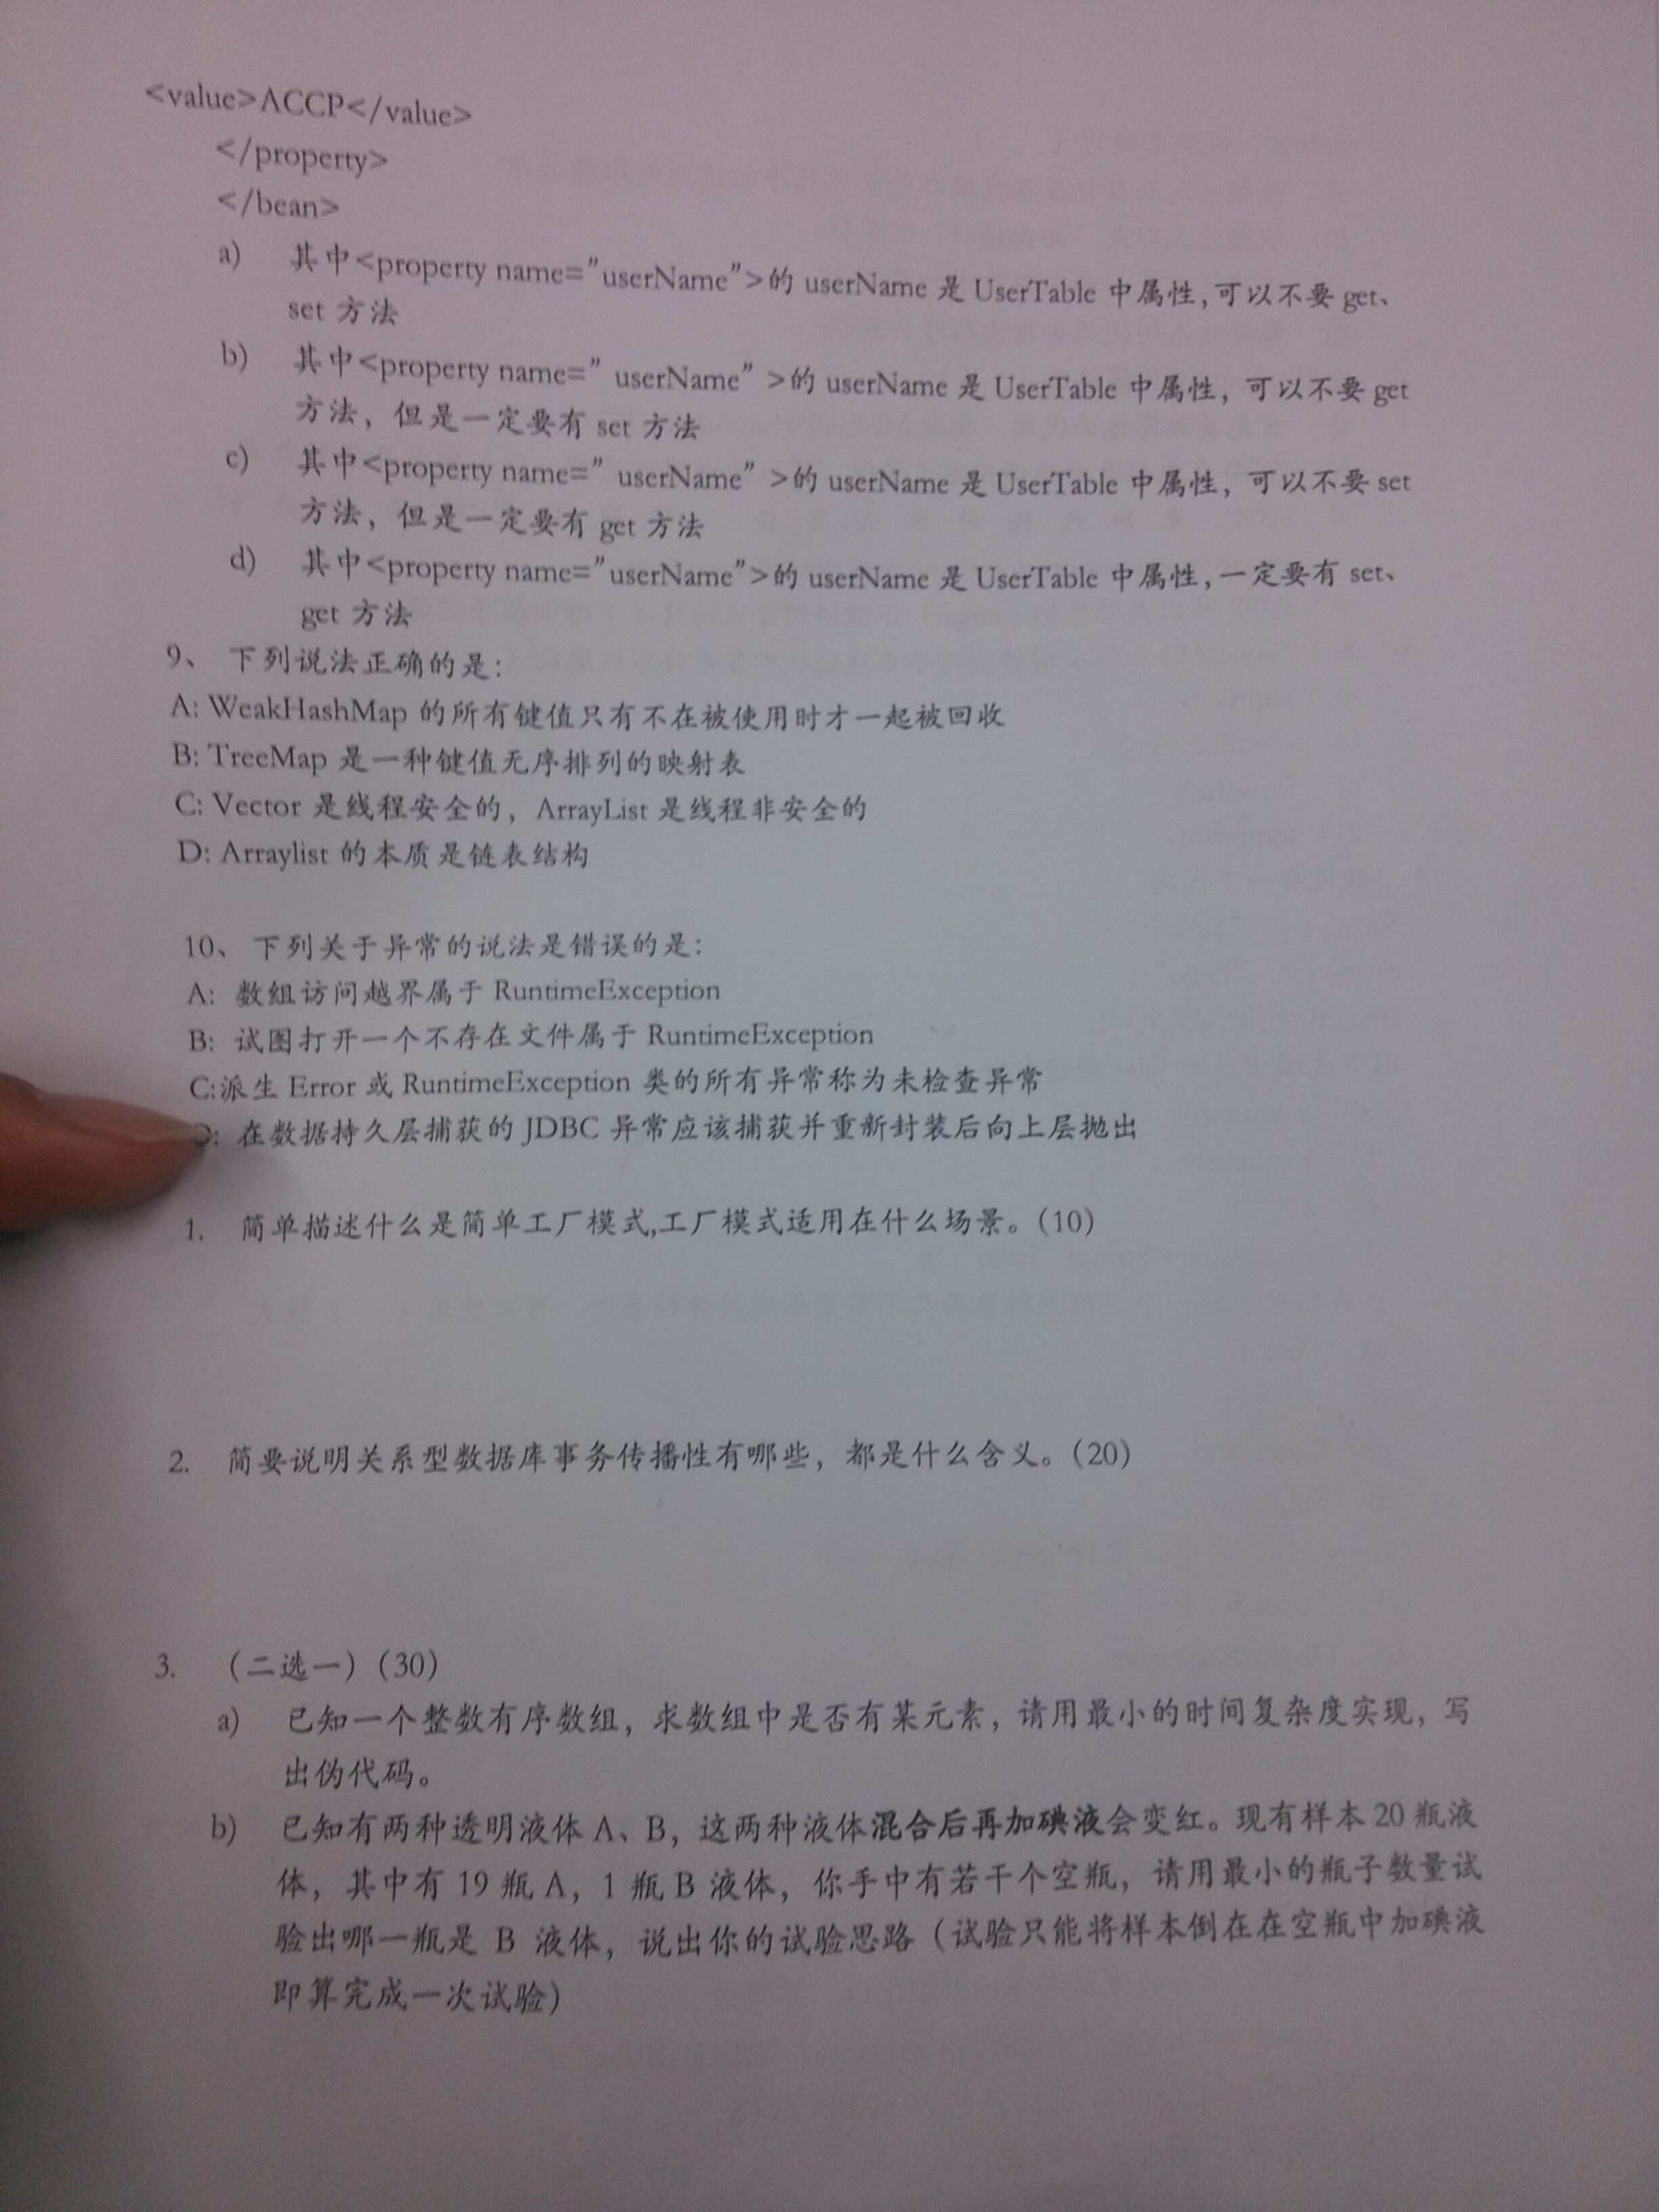 <value>ACCP</value>
</property>
</bean>
a) 其中<property name="userName">的 userName 是 UserTable 中属性,可以不要 get、
set 方法
b) 其中<property name=” userName” >的 userName 是 UserTable 中属性，可以不要 get
方法，但是一定要有 set 方法
c) 其中<property name=” userName” >的 userName 是 UserTable 中属性，可以不要 set
方法，但是一定要有 get 方法
d) 其中<property name=”userName”>的 userName 是 UserTable 中属性,一定要有 set、
get 方法
9、 下列说法正确的是：
A: WeakHashMap 的所有键值只有不在被使用时才一起被回收
B: TreeMap 是一种键值无序排列的映射表
C: Vector 是线程安全的，ArrayList 是线程非安全的
D: Arraylist 的本质是链表结构
10、 下列关于异常的说法是错误的是：
A: 数组访问越界属于 RuntimeException
B: 试图打开一个不存在文件属于 RuntimeException
C:派生 Error 或 RuntimeException 类的所有异常称为未检查异常
D: 在数据持久层捕获的 JDBC 异常应该捕获并重新封装后向上层抛出
1. 简单描述什么是简单工厂模式,工厂模式适用在什么场景。（10）
2. 简要说明关系型数据库事务传播性有哪些，都是什么含义。（20）
3. （二选一）（30）
a) 已知一个整数有序数组，求数组中是否有某元素，请用最小的时间复杂度实现，写
出伪代码。
b) 已知有两种透明液体 A、B，这两种液体混合后再加碘液会变红。现有样本 20 瓶液
体，其中有 19 瓶 A，1 瓶 B 液体，你手中有若干个空瓶，请用最小的瓶子数量试
验出哪一瓶是 B 液体，说出你的试验思路（试验只能将样本倒在在空瓶中加碘液
即算完成一次试验）